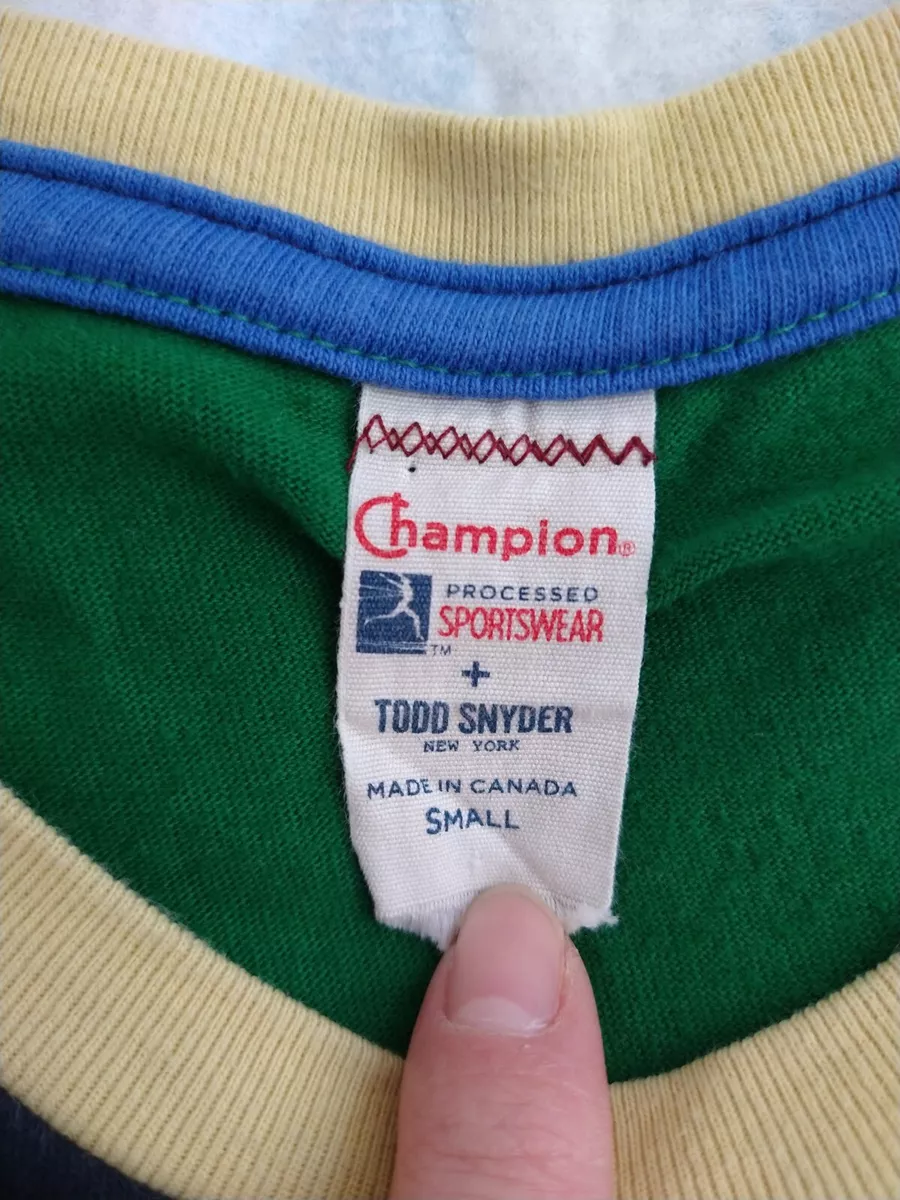 Champion®
PROCESSED
SPORTSWEAR
TM
+
TODD SNYDER
NEW YORK
MADE IN CANADA
SMALL